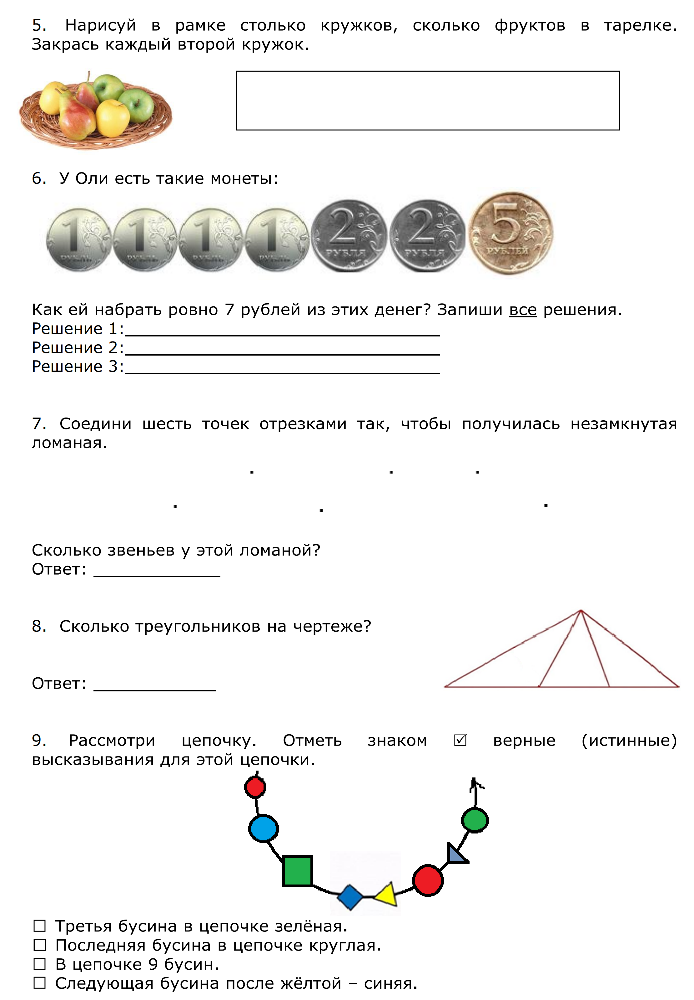 5. Нарисуй в рамке столько кружков, сколько фруктов в тарелке.
Закрась каждый второй кружок.
6. У Оли есть такие монеты:
1 РУБЛЬ 1 РУБЛЬ 1 РУБЛЬ 1 РУБЛЬ 2 РУБЛЯ 2 РУБЛЯ 5 РУБЛЕЙ
Как ей набрать ровно 7 рублей из этих денег? Запиши все решения.
Решение 1:
Решение 2:
Решение 3:
7. Соедини шесть точек отрезками так, чтобы получилась незамкнутая
ломаная.
Сколько звеньев у этой ломаной?
Ответ:
8. Сколько треугольников на чертеже?
Ответ:
9. Рассмотри цепочку. Отметь знаком ☑ верные (истинные)
высказывания для этой цепочки.
☐ Третья бусина в цепочке зелёная.
☐ Последняя бусина в цепочке круглая.
☐ В цепочке 9 бусин.
☐ Следующая бусина после жёлтой – синяя.